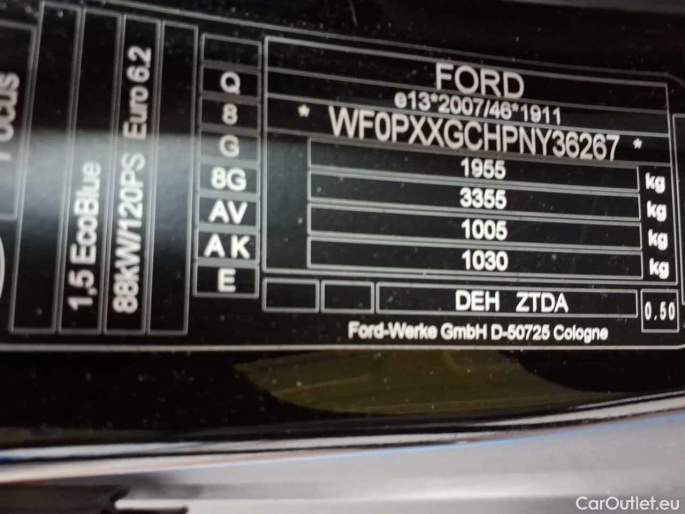 Focus
1,5 EcoBlue
88kW/120PS Euro 6.2
Q
8
G
8G
AV
A K
E
FORD
e13*2007/46*1911
* WF0PXXGCHPNY36267 *
1955 kg
3355 kg
1005 kg
1030 kg
DEH ZTDA
0.50
Ford-Werke GmbH D-50725 Cologne
CarOutlet.eu